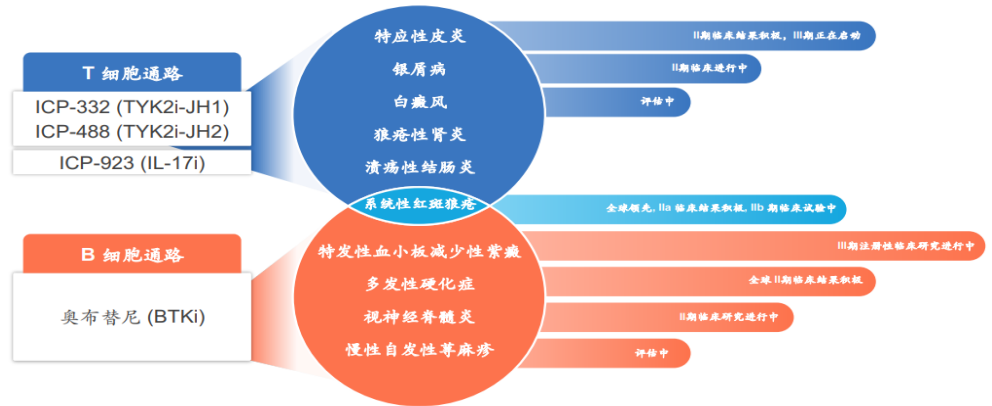 特应性皮炎
II期临床结果积极，III期正在启动
银屑病
II期临床进行中
T 细胞通路
白癜风
评估中
ICP-332 (TYK2i-JH1)
ICP-488 (TYK2i-JH2)
狼疮性肾炎
ICP-923 (IL-17i)
溃疡性结肠炎
系统性红斑狼疮
全球领先, IIa 临床结果积极, IIb 期临床试验中
B 细胞通路
特发性血小板减少性紫癜
III期注册性临床研究进行中
多发性硬化症
全球 II期临床结果积极
奥布替尼 (BTKi)
视神经脊髓炎
II期临床研究进行中
慢性自发性荨麻疹
评估中